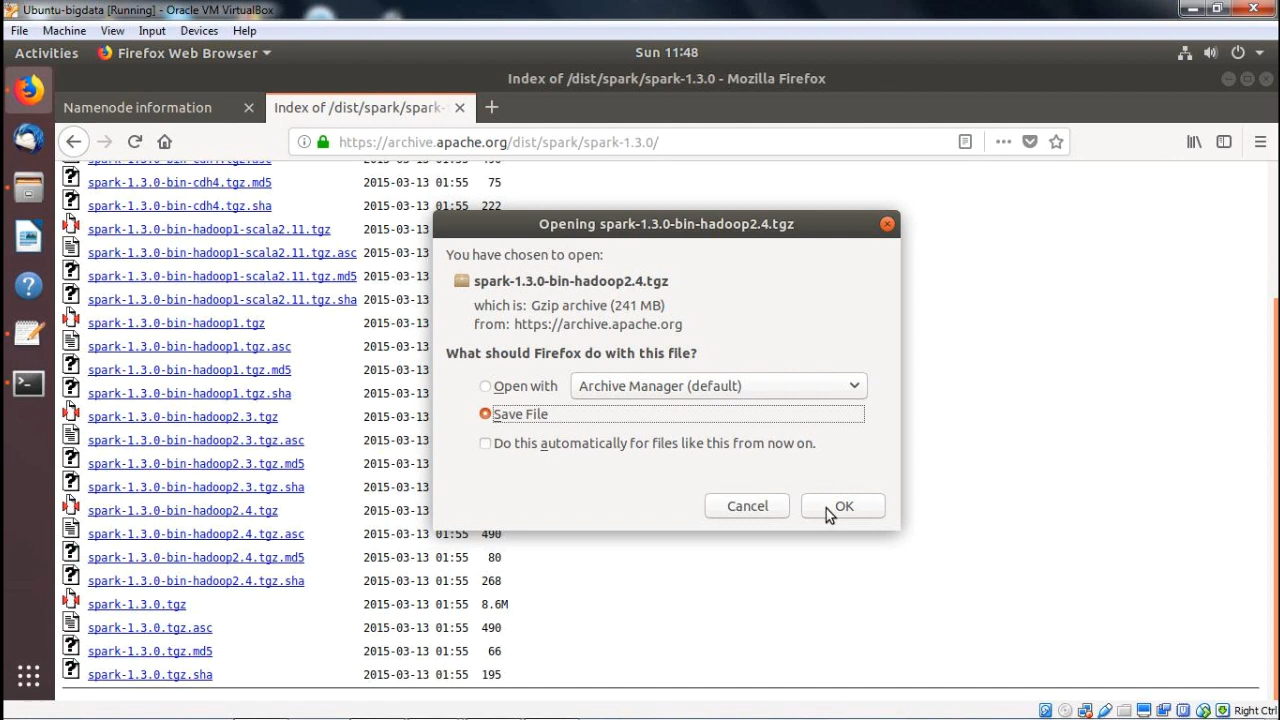 Ubuntu-bigdata [Running] - Oracle VM VirtualBox
File Machine View Input Devices Help
Activities Firefox Web Browser Sun 11:48
Index of /dist/spark/spark-1.3.0 - Mozilla Firefox
Namenode information Index of /dist/spark/spark-
https://archive.apache.org/dist/spark/spark-1.3.0/
spark-1.3.0-bin-cdh4.tgz.asc 2015-03-13 01:55 490
spark-1.3.0-bin-cdh4.tgz.md5 2015-03-13 01:55 75
spark-1.3.0-bin-cdh4.tgz.sha 2015-03-13 01:55 222
spark-1.3.0-bin-hadoop1-scala2.11.tgz 2015-03-13
spark-1.3.0-bin-hadoop1-scala2.11.tgz.asc 2015-03-13
spark-1.3.0-bin-hadoop1-scala2.11.tgz.md5 2015-03-13
spark-1.3.0-bin-hadoop1-scala2.11.tgz.sha 2015-03-13
spark-1.3.0-bin-hadoop1.tgz 2015-03-13
spark-1.3.0-bin-hadoop1.tgz.asc 2015-03-13
spark-1.3.0-bin-hadoop1.tgz.md5 2015-03-13
spark-1.3.0-bin-hadoop1.tgz.sha 2015-03-13
spark-1.3.0-bin-hadoop2.3.tgz 2015-03-13
spark-1.3.0-bin-hadoop2.3.tgz.asc 2015-03-13
spark-1.3.0-bin-hadoop2.3.tgz.md5 2015-03-13
spark-1.3.0-bin-hadoop2.3.tgz.sha 2015-03-13
spark-1.3.0-bin-hadoop2.4.tgz 2015-03-13
spark-1.3.0-bin-hadoop2.4.tgz.asc 2015-03-13 01:55 490
spark-1.3.0-bin-hadoop2.4.tgz.md5 2015-03-13 01:55 80
spark-1.3.0-bin-hadoop2.4.tgz.sha 2015-03-13 01:55 268
spark-1.3.0.tgz 2015-03-13 01:55 8.6M
spark-1.3.0.tgz.asc 2015-03-13 01:55 490
spark-1.3.0.tgz.md5 2015-03-13 01:55 66
spark-1.3.0.tgz.sha 2015-03-13 01:55 195
Opening spark-1.3.0-bin-hadoop2.4.tgz
You have chosen to open:
spark-1.3.0-bin-hadoop2.4.tgz
which is: Gzip archive (241 MB)
from: https://archive.apache.org
What should Firefox do with this file?
Open with Archive Manager (default)
Save File
Do this automatically for files like this from now on.
Cancel OK
Right Ctrl